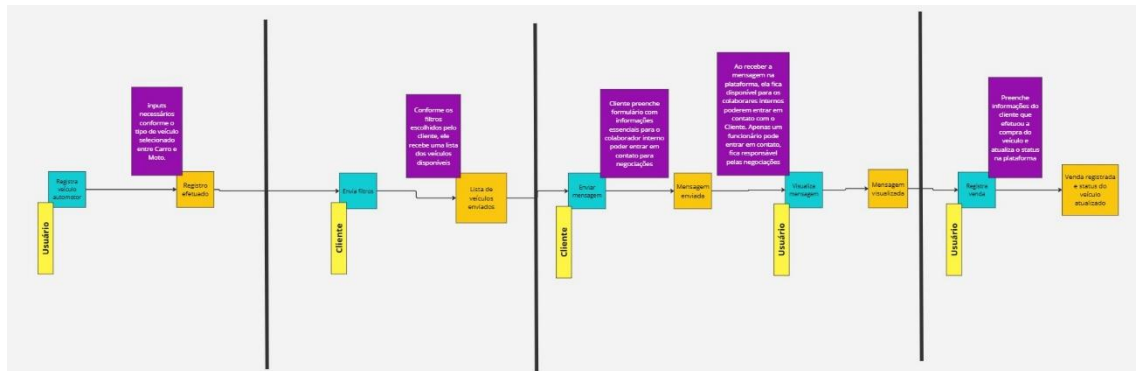 Inputs
necessários
conforme o
tipo de veículo
selecionado
entre Carro e
Moto.
Registra
veículo
automotor
Registro
efetuado
Usuário
Conforme os
filtros
escolhidos pelo
cliente, ele
recebe uma lista
dos veículos
disponíveis
Envia filtros
Lista de
veículos
enviados
Cliente
Cliente preenche
formulário com
informações
essenciais para o
colaborador interno
poder entrar em
contato para
negociações
Enviar
mensagem
Mensagem
enviada
Cliente
Ao receber a
mensagem na
plataforma, ela fica
disponível para os
colaborares internos
poderem entrar em
contato com o
Cliente. Apenas um
funcionário pode
entrar em contato,
fica responsável
pelas negociações
Visualiza
mensagem
Mensagem
visualizada
Usuário
Preenche
informações do
cliente que
efetuou a
compra do
veículo e
atualiza o status
na plataforma
Registra
venda
Venda registrada
e status do
veículo
atualizado
Usuário